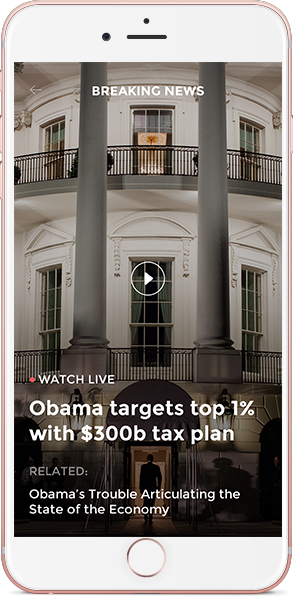 BREAKING NEWS
WATCH LIVE
Obama targets top 1%
with $300b tax plan
RELATED:
Obama's Trouble Articulating the
State of the Economy